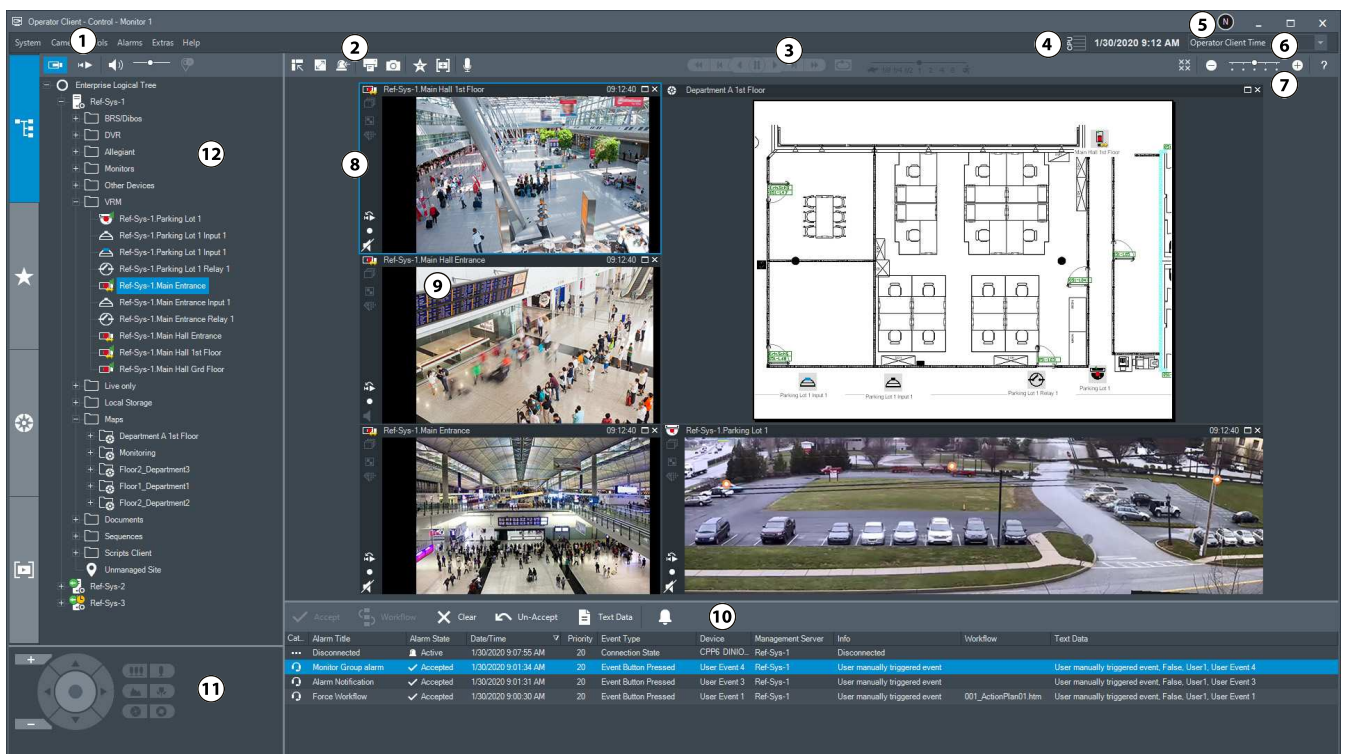 Operator Client - Control - Monitor 1
5
N
System Alarms Extras Help
1
2
3
4
CPU
1/30/2020 9:12 AM
Operator Client Time
6
7
?
Enterprise Logical Tree
Ref-Sys-1
BRS/Dibos
DVR
Allegiant
Monitors
Other Devices
VRM
Ref-Sys-1.Parking Lot 1
Ref-Sys-1.Parking Lot 1 Input 1
Ref-Sys-1.Parking Lot 1 Input 1
Ref-Sys-1.Parking Lot 1 Relay 1
Ref-Sys-1.Main Entrance
Ref-Sys-1.Main Entrance Input 1
Ref-Sys-1.Main Entrance Relay 1
Ref-Sys-1.Main Hall Entrance
Ref-Sys-1.Main Hall 1st Floor
Ref-Sys-1.Main Hall Grd Floor
Live only
Local Storage
Maps
Department A 1st Floor
Monitoring
Floor2_Department3
Floor1_Department1
Floor2_Department2
Documents
Sequences
Scripts Client
Unmanaged Site
Ref-Sys-2
Ref-Sys-3
12
Ref-Sys-1.Main Hall 1st Floor 09:12:40
8
Ref-Sys-1.Main Hall Entrance 09:12:40
9
Ref-Sys-1.Main Entrance 09:12:40
Department A 1st Floor
Main Hall 1st Floor
Parking Lot 1 Input 1
Parking Lot 1 Input 1
Parking Lot 1 Relay 1
Parking Lot 1
Ref-Sys-1.Parking Lot 1 09:12:40
Accept Workflow Clear Un-Accept Text Data
10
Cat... Alarm Title Alarm State Date/Time Priority Event Type Device Management Server Info Workflow Text Data
Disconnected Active 1/30/2020 9:07:55 AM 20 Connection State CPP6 DINIO... Ref-Sys-1 Disconnected
Monitor Group alarm Accepted 1/30/2020 9:01:34 AM 20 Event Button Pressed User Event 4 Ref-Sys-1 User manually triggered event User manually triggered event, False, User1, User Event 4
Alarm Notification Accepted 1/30/2020 9:01:31 AM 20 Event Button Pressed User Event 3 Ref-Sys-1 User manually triggered event User manually triggered event, False, User1, User Event 3
Force Workflow Accepted 1/30/2020 9:00:30 AM 20 Event Button Pressed User Event 1 Ref-Sys-1 User manually triggered event 001_ActionPlan01.htm User manually triggered event, False, User1, User Event 1
11